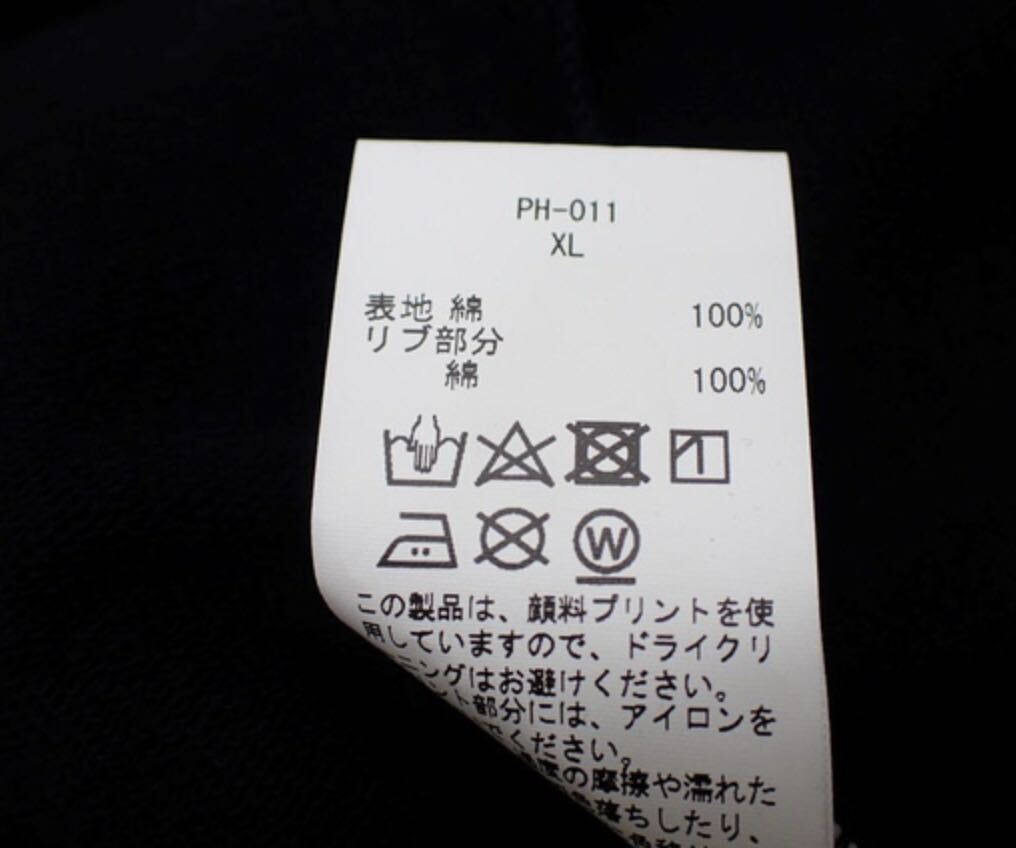 PH-011
XL
表地 綿 100%
リブ部分
綿 100%
W
この製品は、顔料プリントを使
用していますので、ドライクリ
ニングはお避けください。
ント部分には、アイロンを
ください。
の摩擦や濡れた
色落ちしたり、